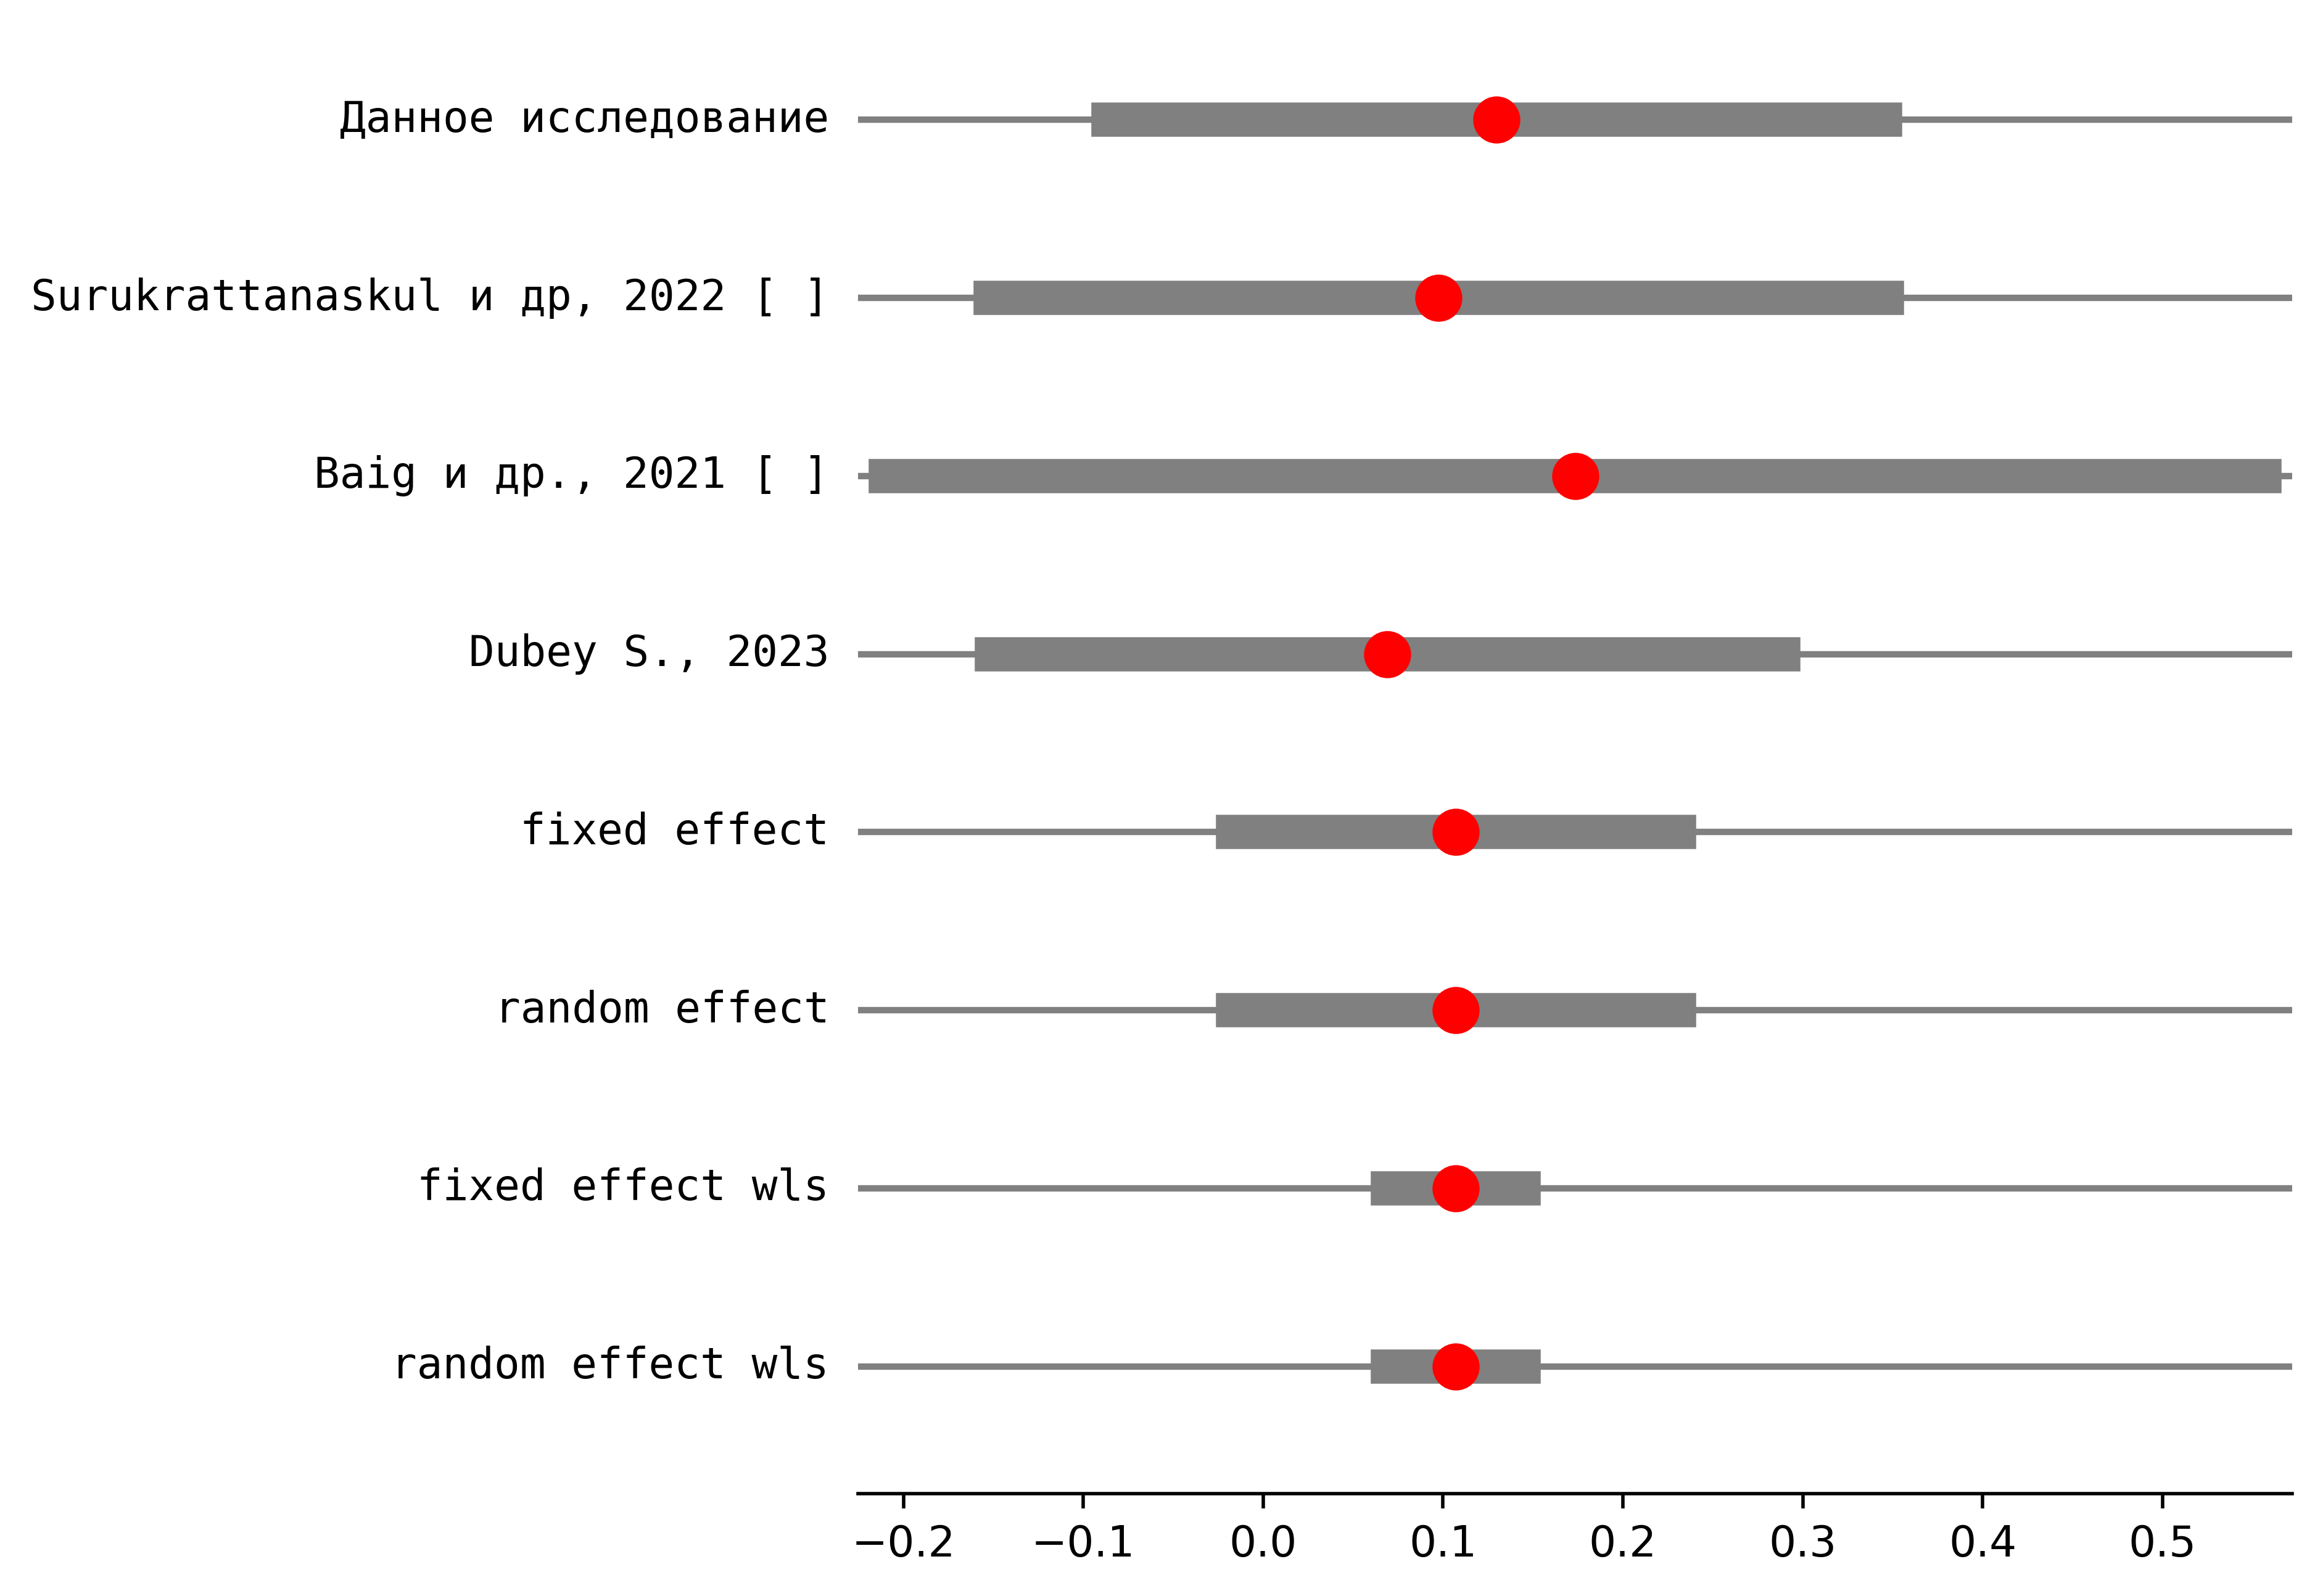 Данное исследование
Surukrattanaskul и др, 2022 [ ]
Baig и др., 2021 [ ]
Dubey S., 2023
fixed effect
random effect
fixed effect wls
random effect wls
−0.2 −0.1 0.0 0.1 0.2 0.3 0.4 0.5